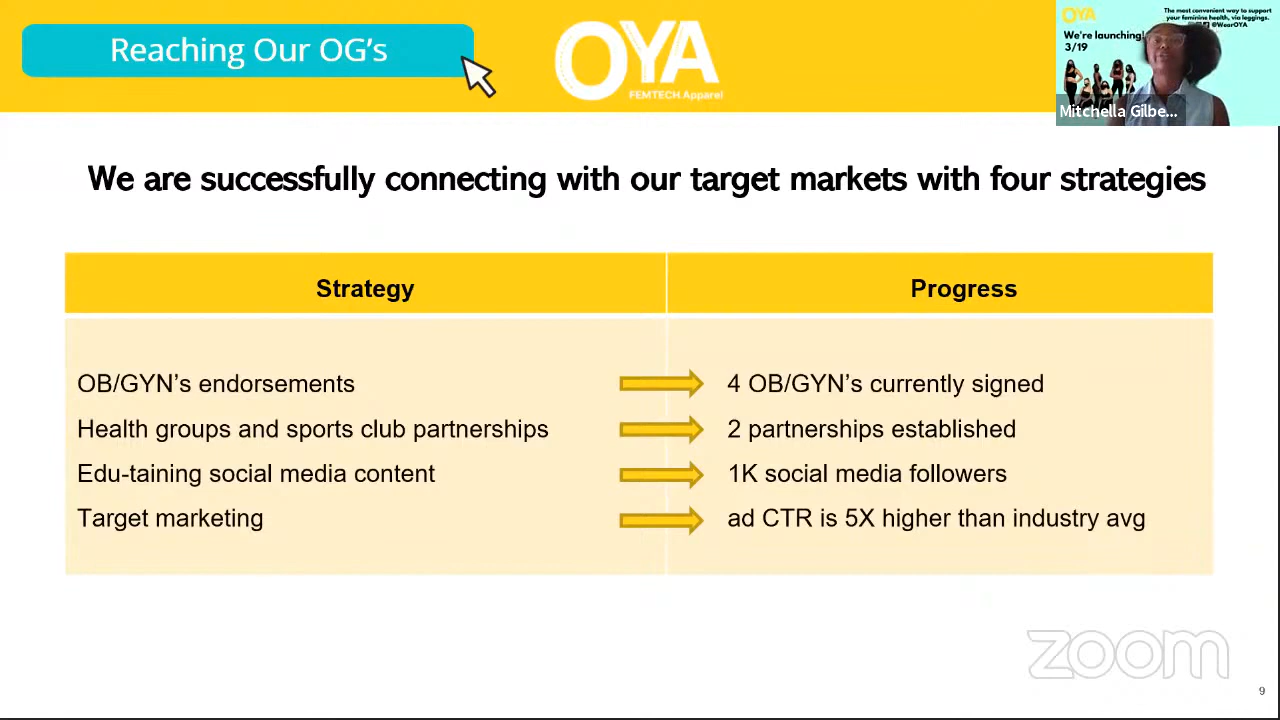 Reaching Our OG's
OYA
FEMTECH Apparel
OYA
The most convenient way to support
your feminine health, via leggings.
@WearOYA
We're launching!
3/19
Mitchella Gilbe...
We are successfully connecting with our target markets with four strategies
Strategy
Progress
OB/GYN's endorsements
4 OB/GYN's currently signed
Health groups and sports club partnerships
2 partnerships established
Edu-taining social media content
1K social media followers
Target marketing
ad CTR is 5X higher than industry avg
zoom
9